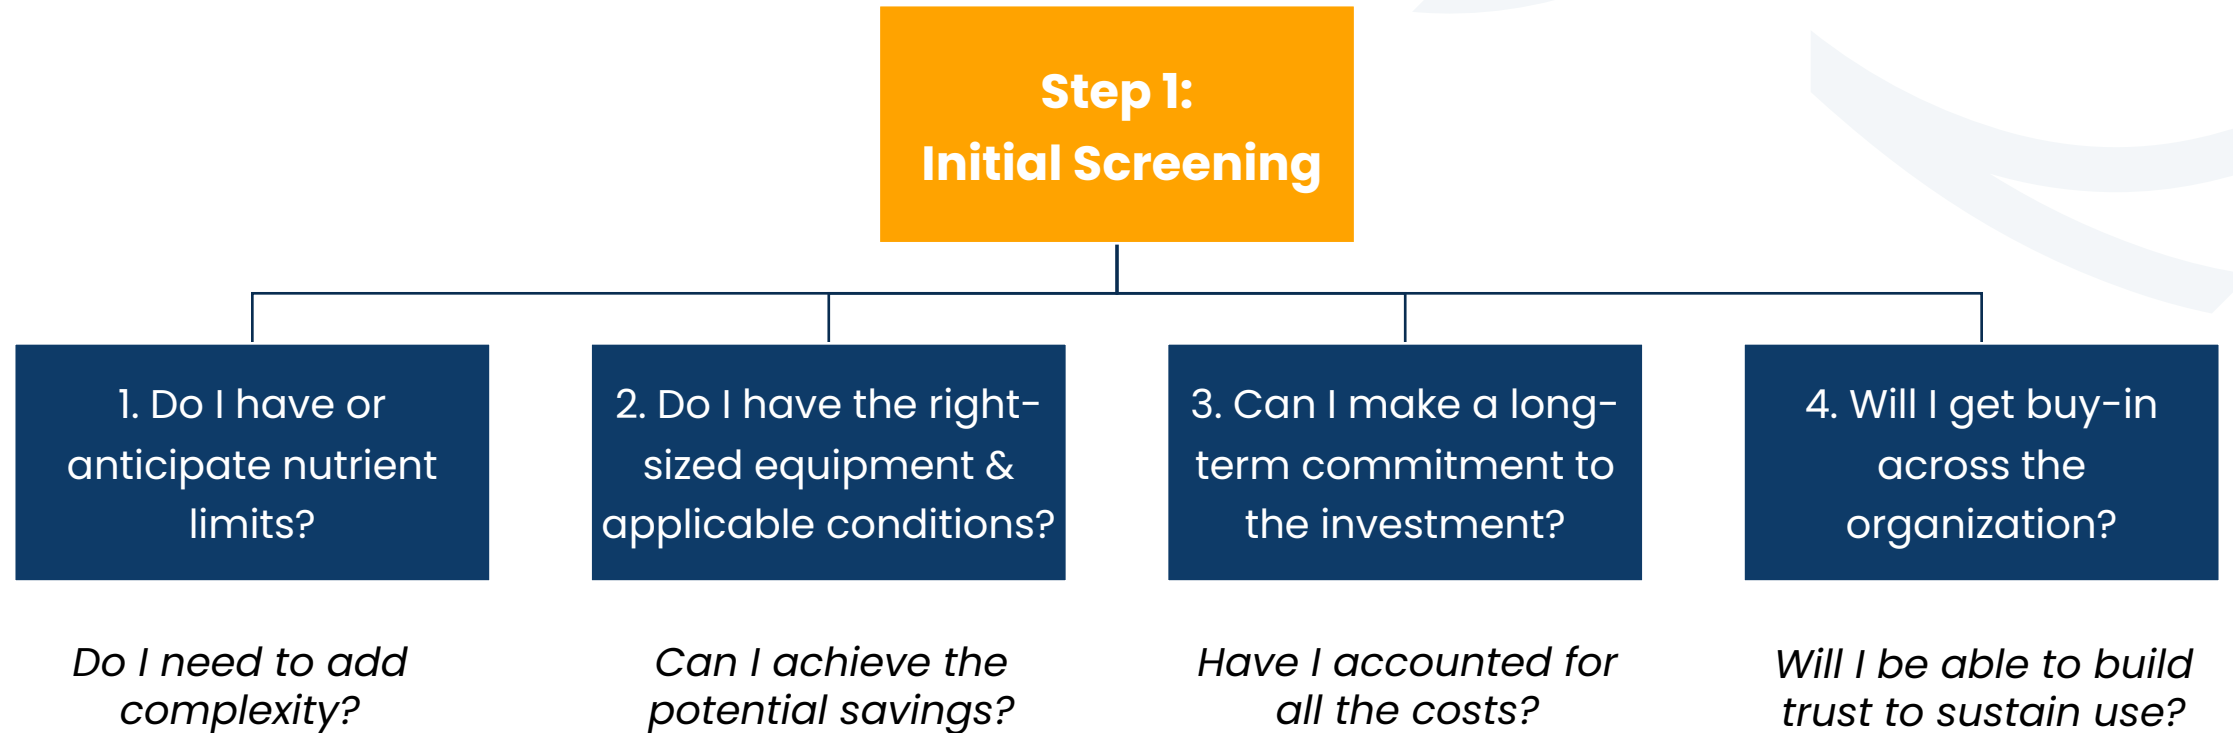 Step 1:
Initial Screening
1. Do I have or
anticipate nutrient
limits?
2. Do I have the right-
sized equipment &
applicable conditions?
3. Can I make a long-
term commitment to
the investment?
4. Will I get buy-in
across the
organization?
Do I need to add
complexity?
Can I achieve the
potential savings?
Have I accounted for
all the costs?
Will I be able to build
trust to sustain use?